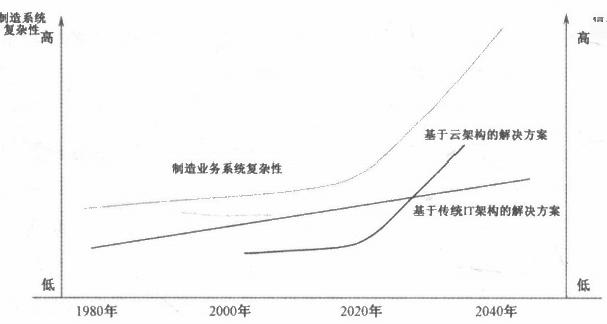 制造系统
复杂性
高
高
基于云架构的解决方案
制造业务系统复杂性
基于传统IT架构的解决方案
低
低
1980年
2000年
2020年
2040年